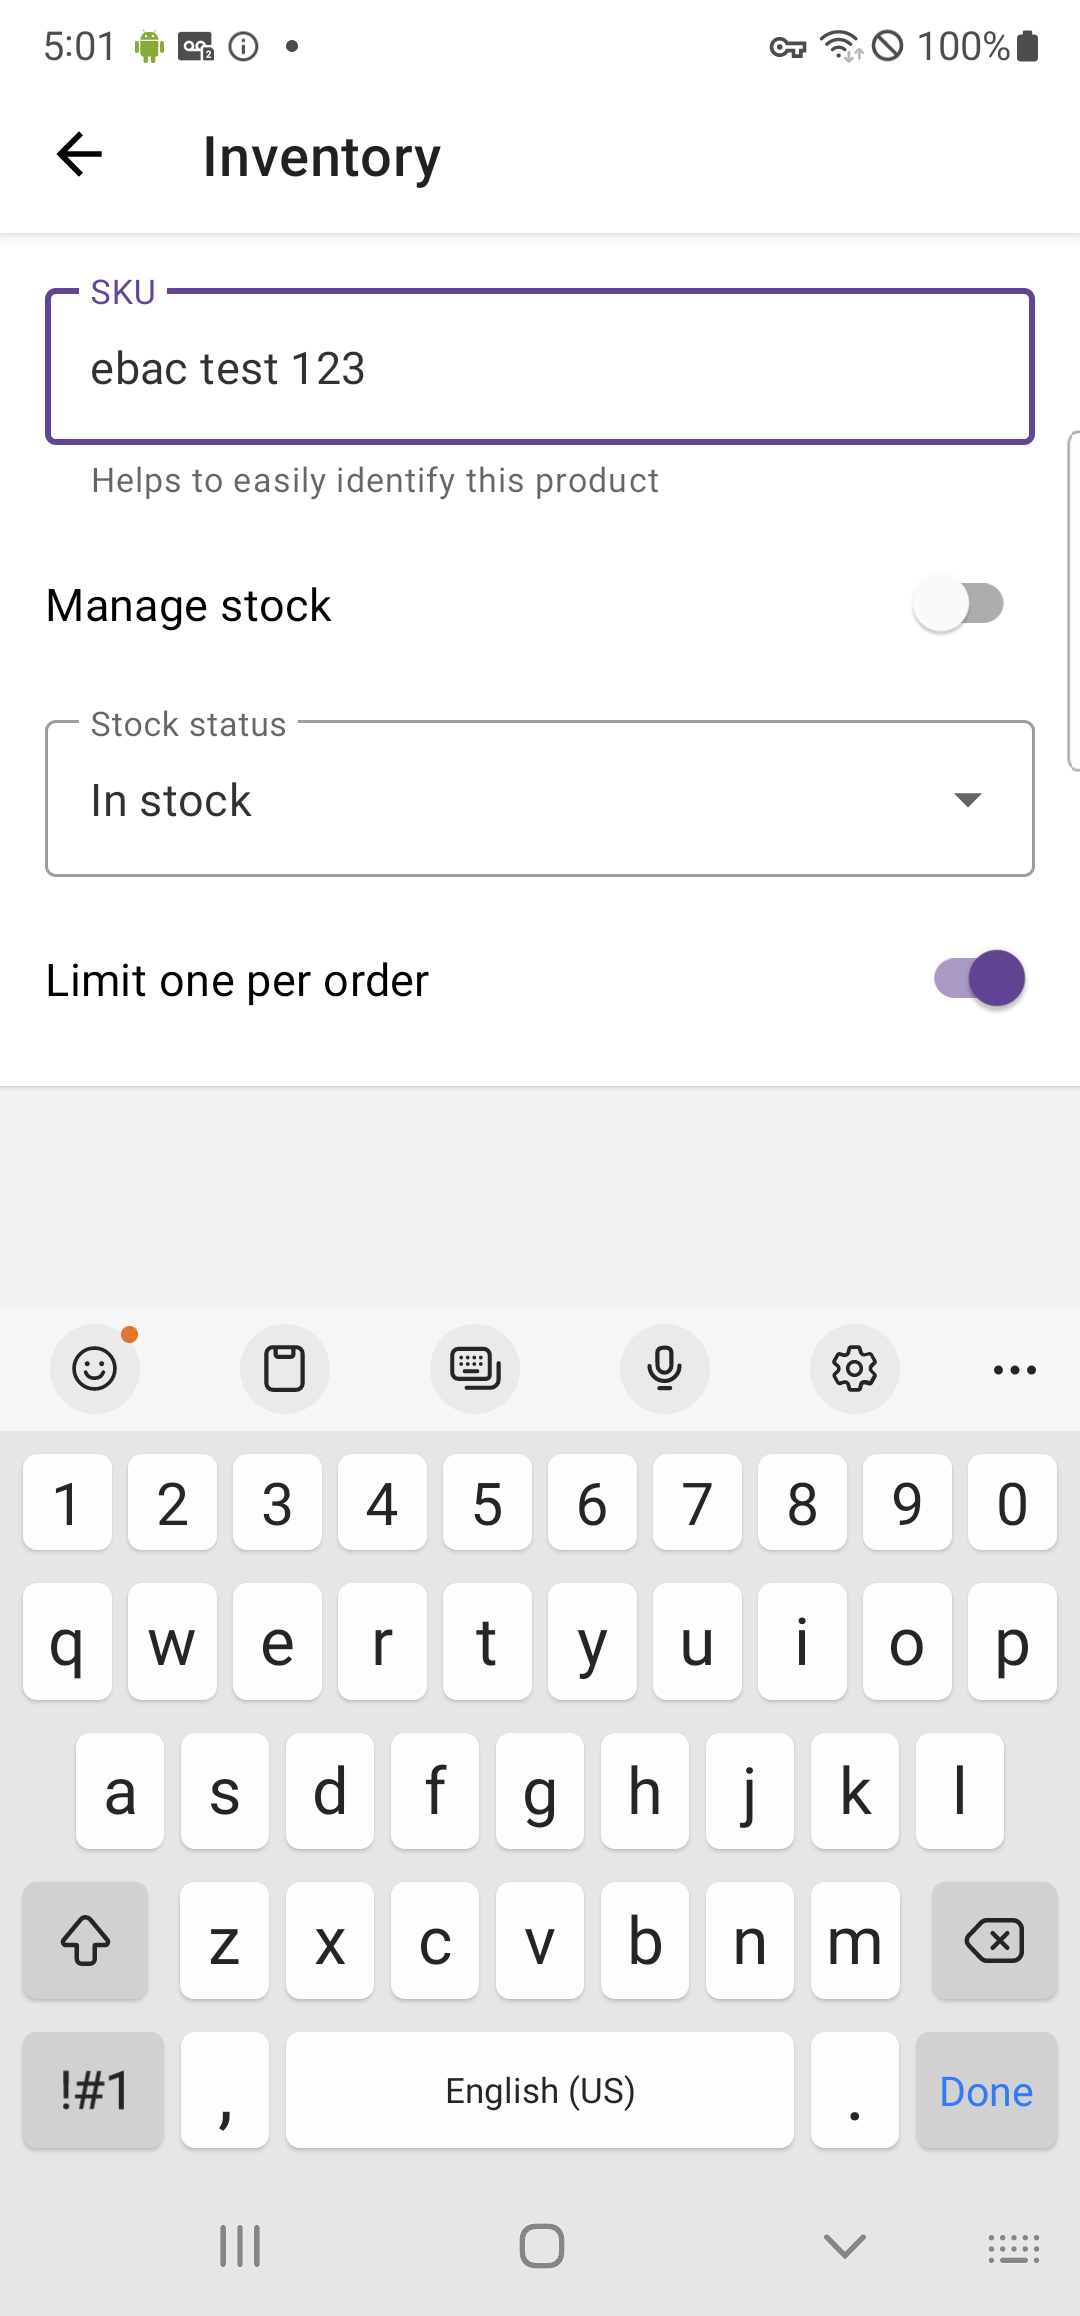 5:01 100%
Inventory
SKU
ebac test 123
Helps to easily identify this product
Manage stock
Stock status
In stock
Limit one per order
1 2 3 4 5 6 7 8 9 0
q w e r t y u i o p
a s d f g h j k l
z x c v b n m
!#1 , English (US) . Done